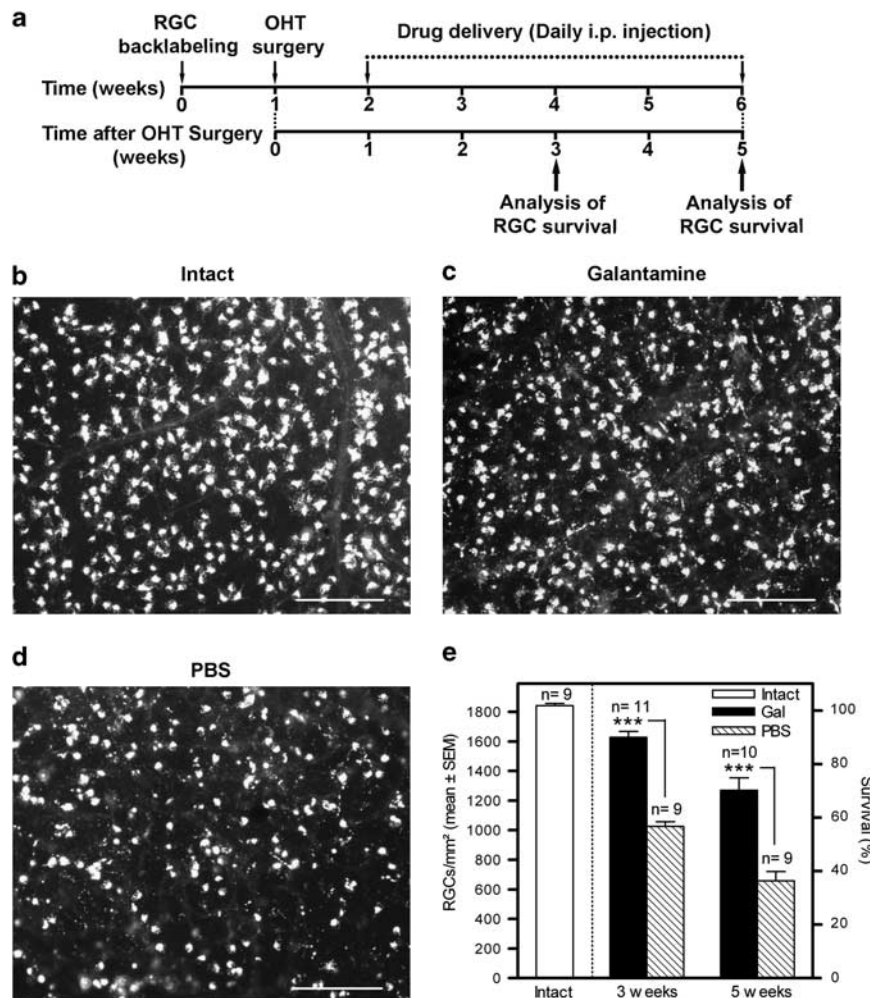 a
RGC backlabeling
OHT surgery
Drug delivery (Daily i.p. injection)
Time (weeks)
0 1 2 3 4 5 6
Time after OHT Surgery (weeks)
0 1 2 3 4 5
Analysis of RGC survival
Analysis of RGC survival
b
Intact
c
Galantamine
d
PBS
e
RGCs/mm² (mean ± SEM)
1800
1600
1400
1200
1000
800
600
400
200
0
n= 9
n= 11
***
n= 9
n=10
***
n= 9
Intact
Gal
PBS
100
80
60
40
20
0
Survival (%)
Intact
3 weeks
5 weeks